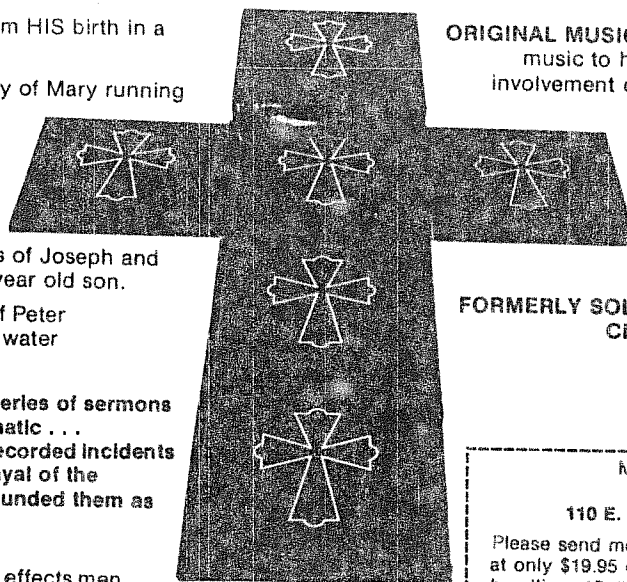 m HIS birth in a
y of Mary running
s of Joseph and
year old son.
f Peter
water
eries of sermons
natic . . .
ecorded incidents
ayal of the
unded them as
effects man
ORIGINAL MUSIC
music to h
involvement
FORMERLY SOL
Ci
M
110 E.
Please send me
at only $19.95